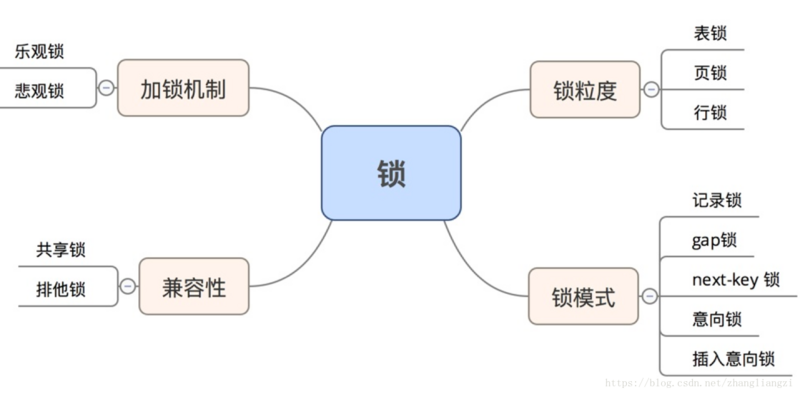 锁
加锁机制
乐观锁
悲观锁
兼容性
共享锁
排他锁
锁粒度
表锁
页锁
行锁
锁模式
记录锁
gap锁
next-key 锁
意向锁
插入意向锁
https://blog.csdn.net/zhangliangzi